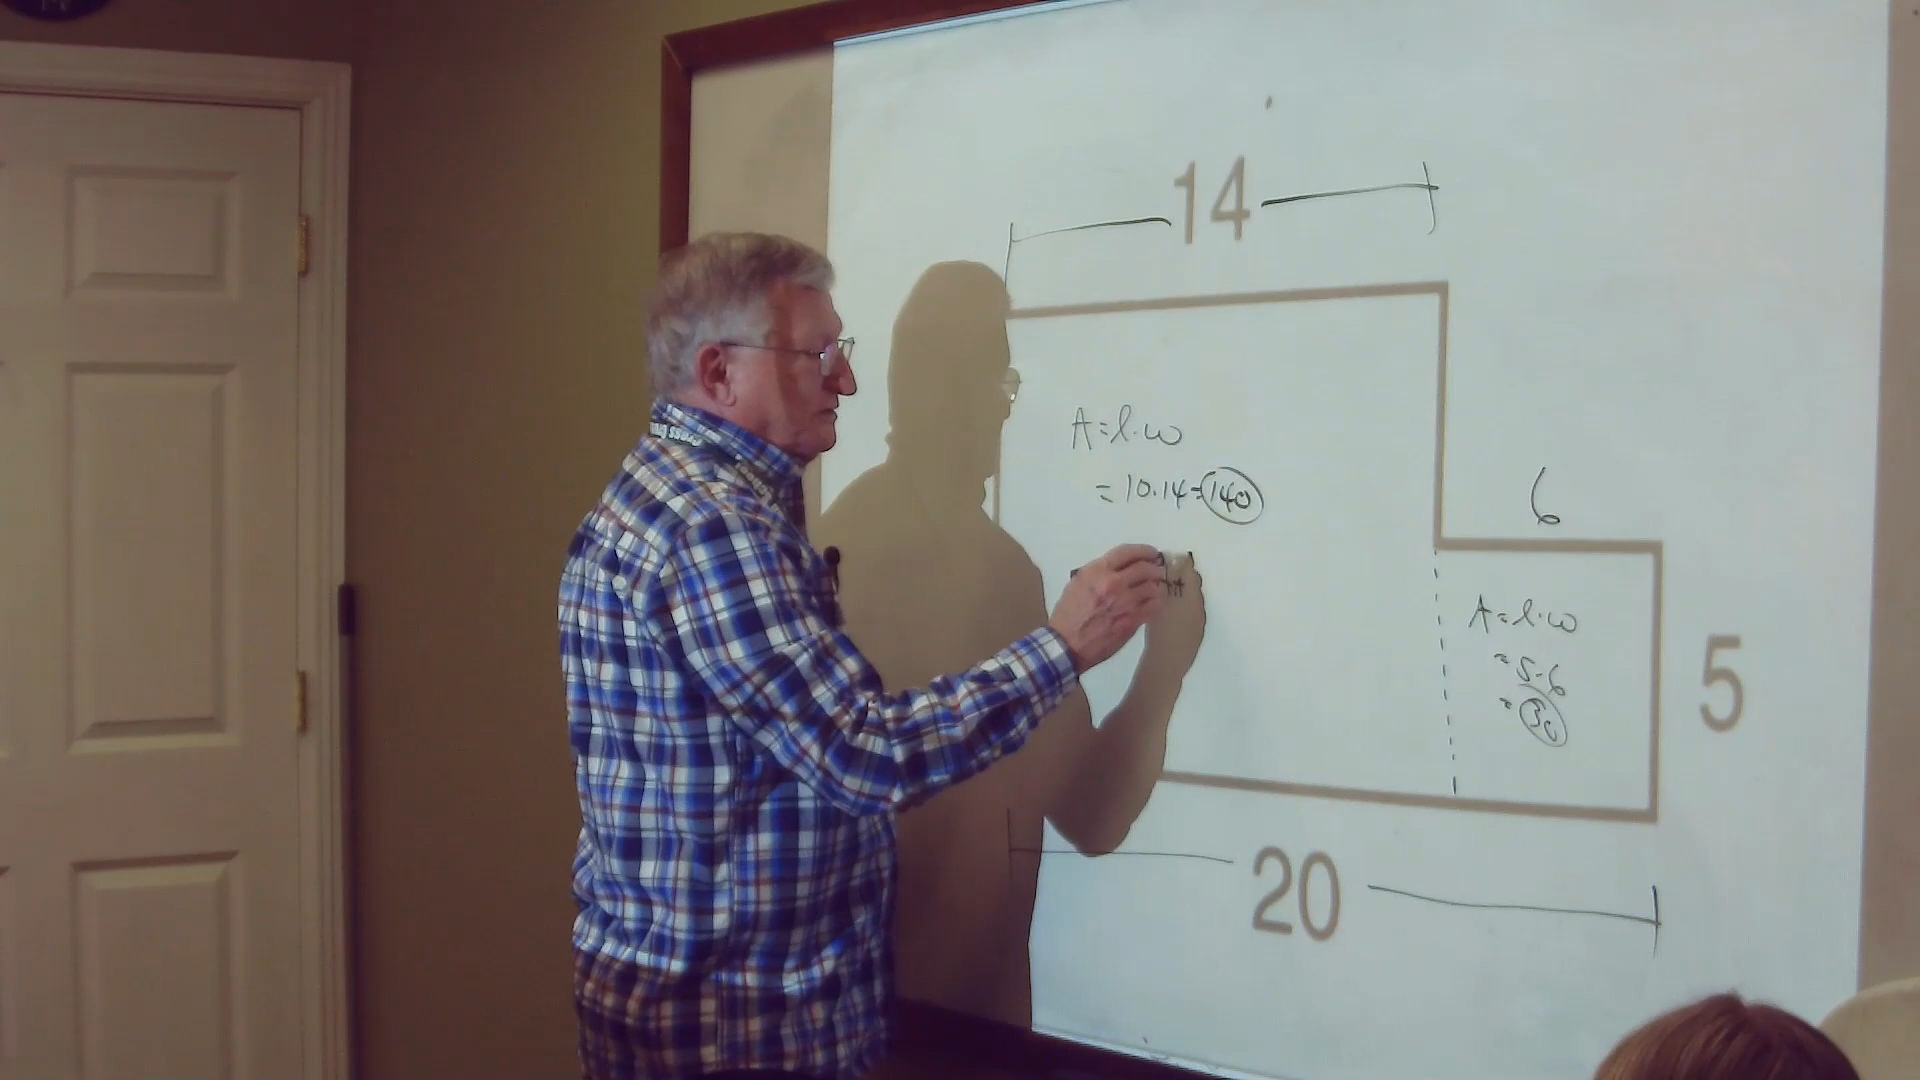 14
A = l·w
= 10·14 = 140
6
A = l·w
= 5·6
= 30
5
20